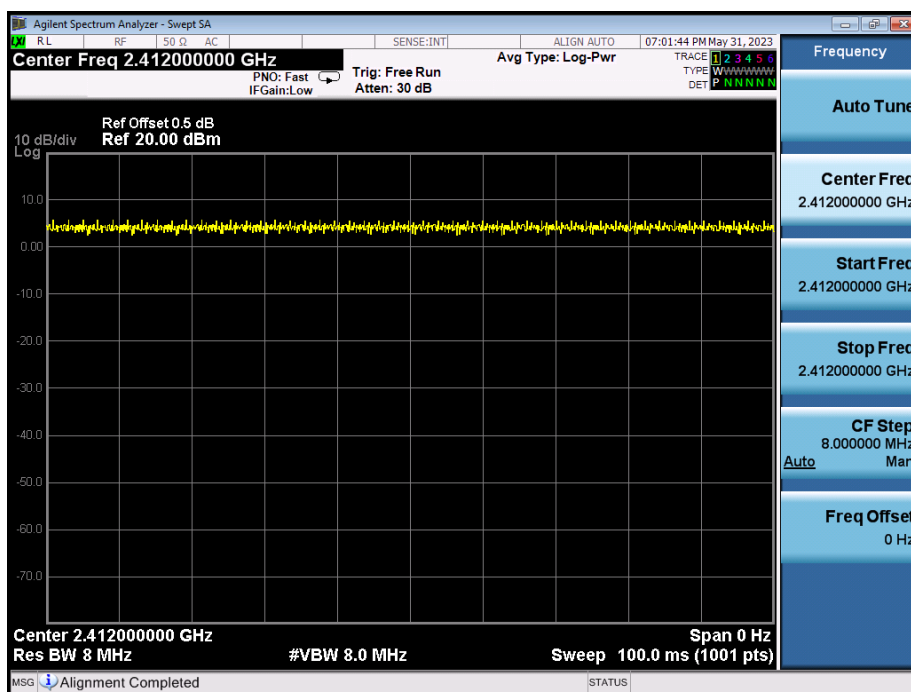 Agilent Spectrum Analyzer - Swept SA
LXI RL RF 50 Ω AC SENSE:INT ALIGN AUTO 07:01:44 PM May 31, 2023
Center Freq 2.412000000 GHz
PNO: Fast
IFGain:Low
Trig: Free Run
Atten: 30 dB
Avg Type: Log-Pwr
TRACE 1 2 3 4 5 6
TYPE WWWWWW
DET P N N N N N
Ref Offset 0.5 dB
10 dB/div Ref 20.00 dBm
Log
10.0
0.00
-10.0
-20.0
-30.0
-40.0
-50.0
-60.0
-70.0
Center 2.412000000 GHz Span 0 Hz
Res BW 8 MHz #VBW 8.0 MHz Sweep 100.0 ms (1001 pts)
MSG Alignment Completed STATUS
Frequency
Auto Tune
Center Freq
2.412000000 GHz
Start Freq
2.412000000 GHz
Stop Freq
2.412000000 GHz
CF Step
8.000000 MHz
Auto Man
Freq Offset
0 Hz